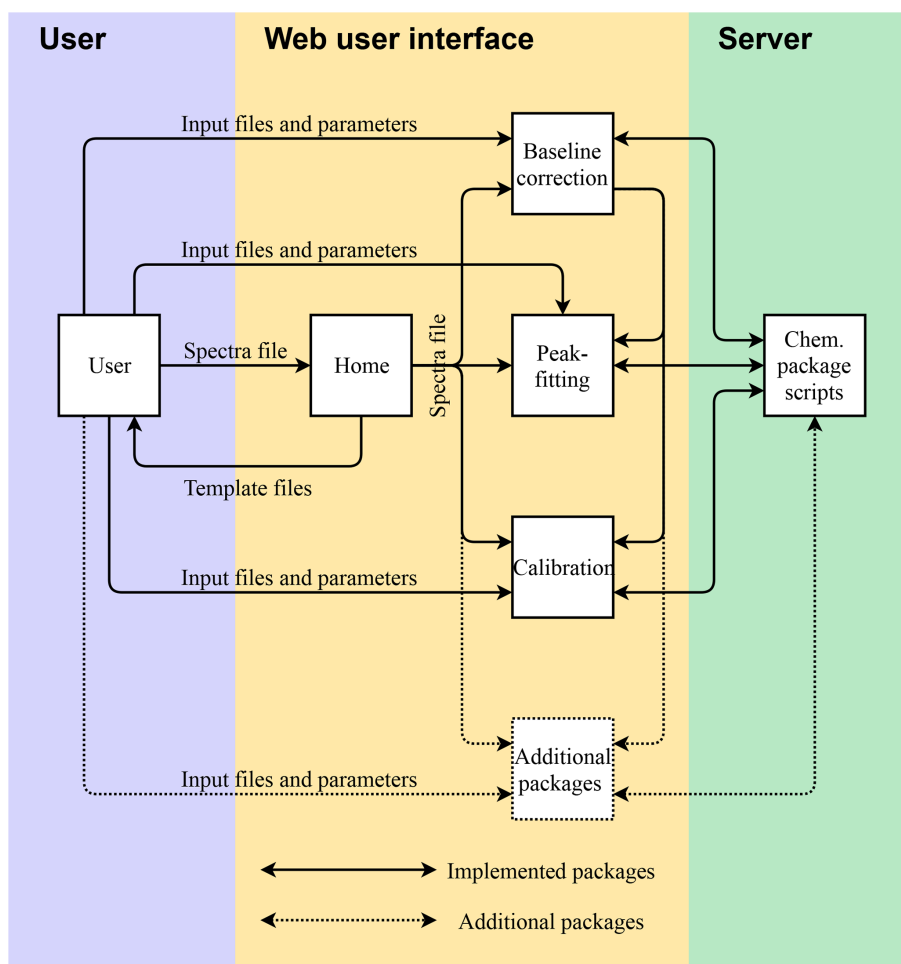 User
Web user interface
Server
Input files and parameters
Baseline
correction
Input files and parameters
User
Spectra file
Home
Spectra file
Peak-
fitting
Chem.
package
scripts
Template files
Input files and parameters
Calibration
Input files and parameters
Additional
packages
Implemented packages
Additional packages